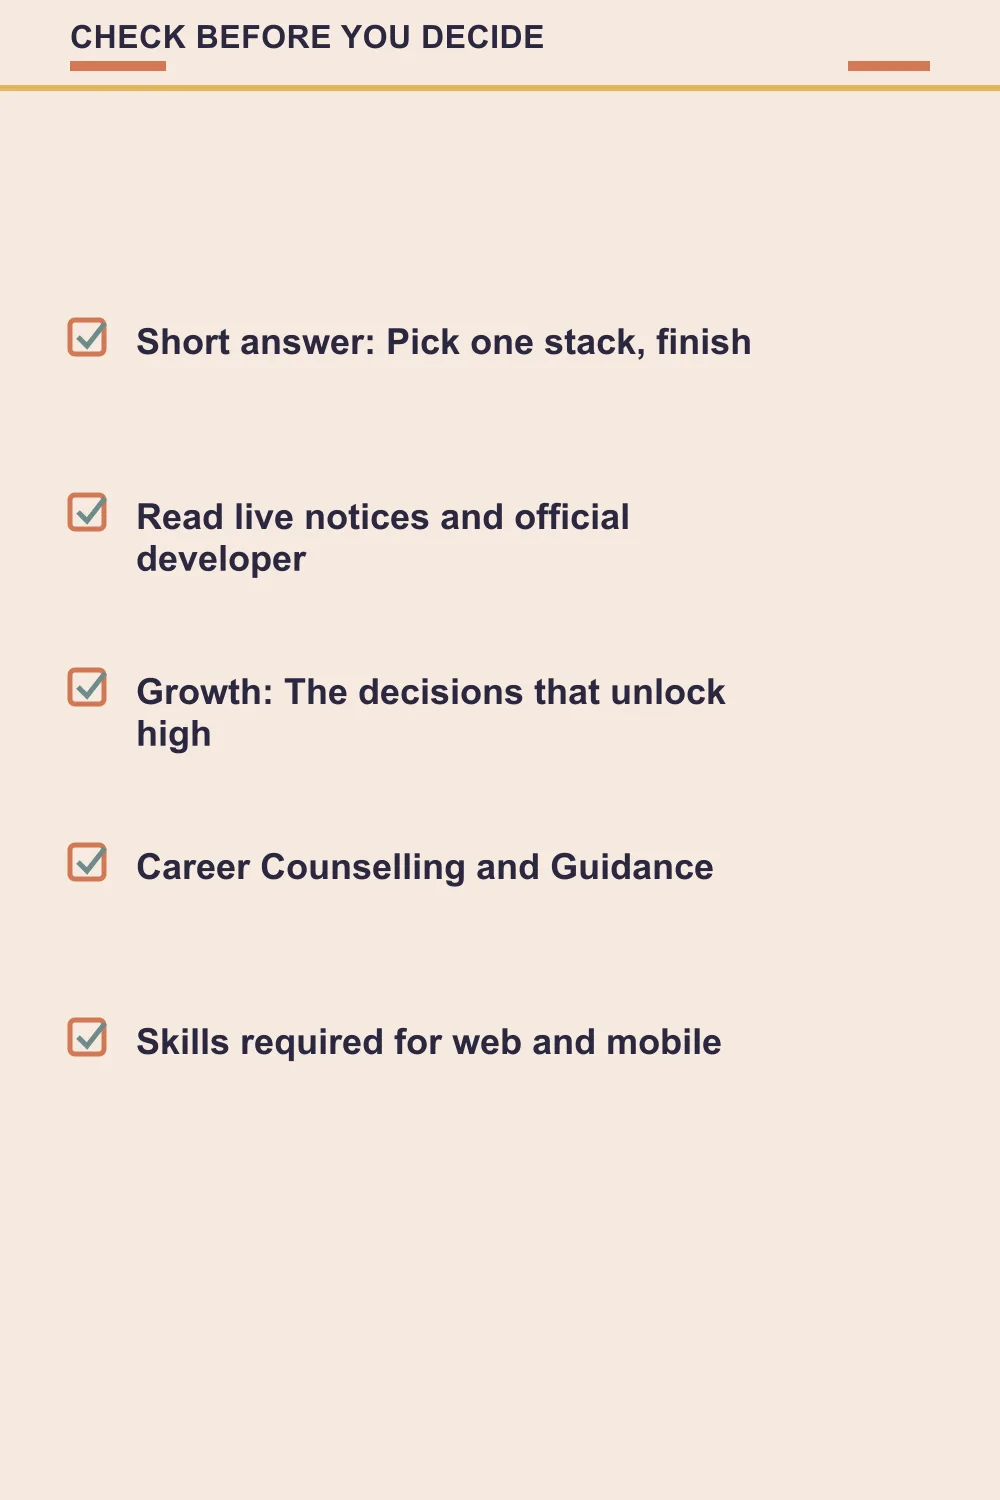 CHECK BEFORE YOU DECIDE
Short answer: Pick one stack, finish
Read live notices and official
developer
Growth: The decisions that unlock
high
Career Counselling and Guidance
Skills required for web and mobile